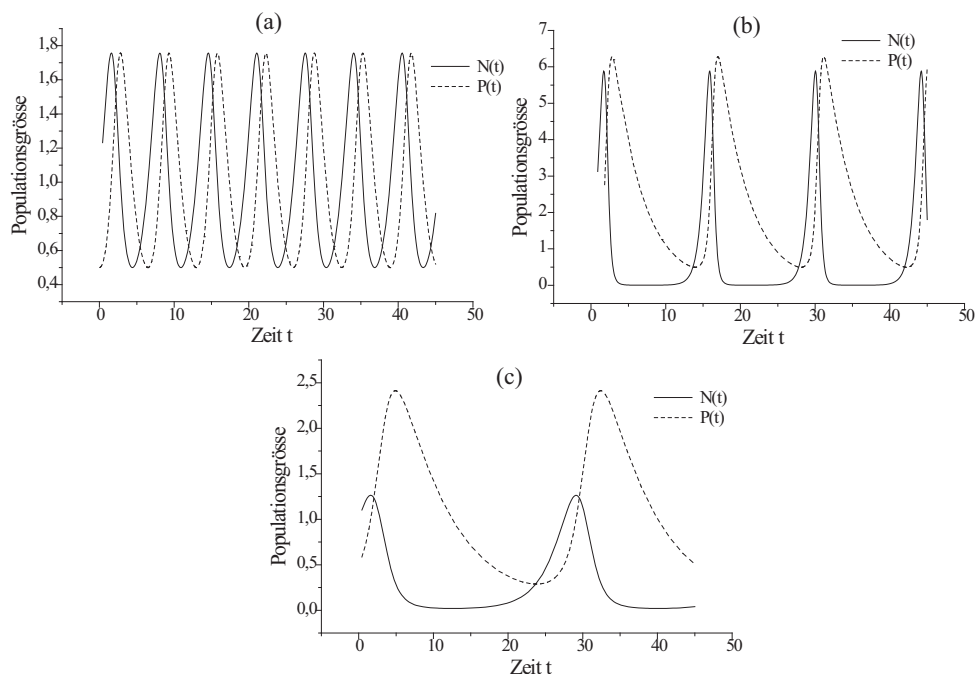 (a)
Populationsgrösse
1,8
1,6
1,4
1,2
1,0
0,8
0,6
0,4
0 10 20 30 40 50
Zeit t
N(t)
P(t)
(b)
Populationsgrösse
7
6
5
4
3
2
1
0
0 10 20 30 40 50
Zeit t
N(t)
P(t)
(c)
Populationsgrösse
2,5
2,0
1,5
1,0
0,5
0,0
0 10 20 30 40 50
Zeit t
N(t)
P(t)